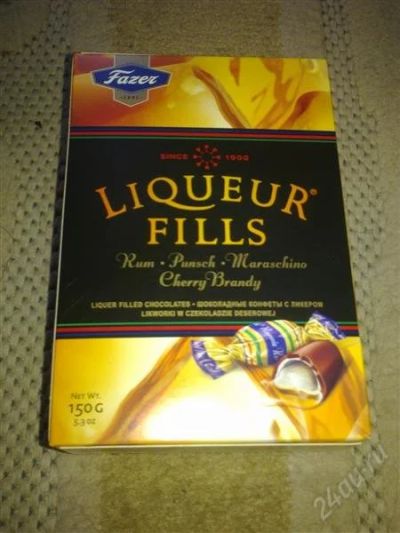 Fazer
SINCE 1900
LIQUEUR®
FILLS
Rum • Punsch • Maraschino
Cherry Brandy
LIQUER FILLED CHOCOLATES • ШОКОЛАДНЫЕ КОНФЕТЫ С ЛИКЕРОМ
LIKWORKI W CZEKOLADZIE DESEROWEJ
NET WT.
150 G
5.3 OZ
24au.ru